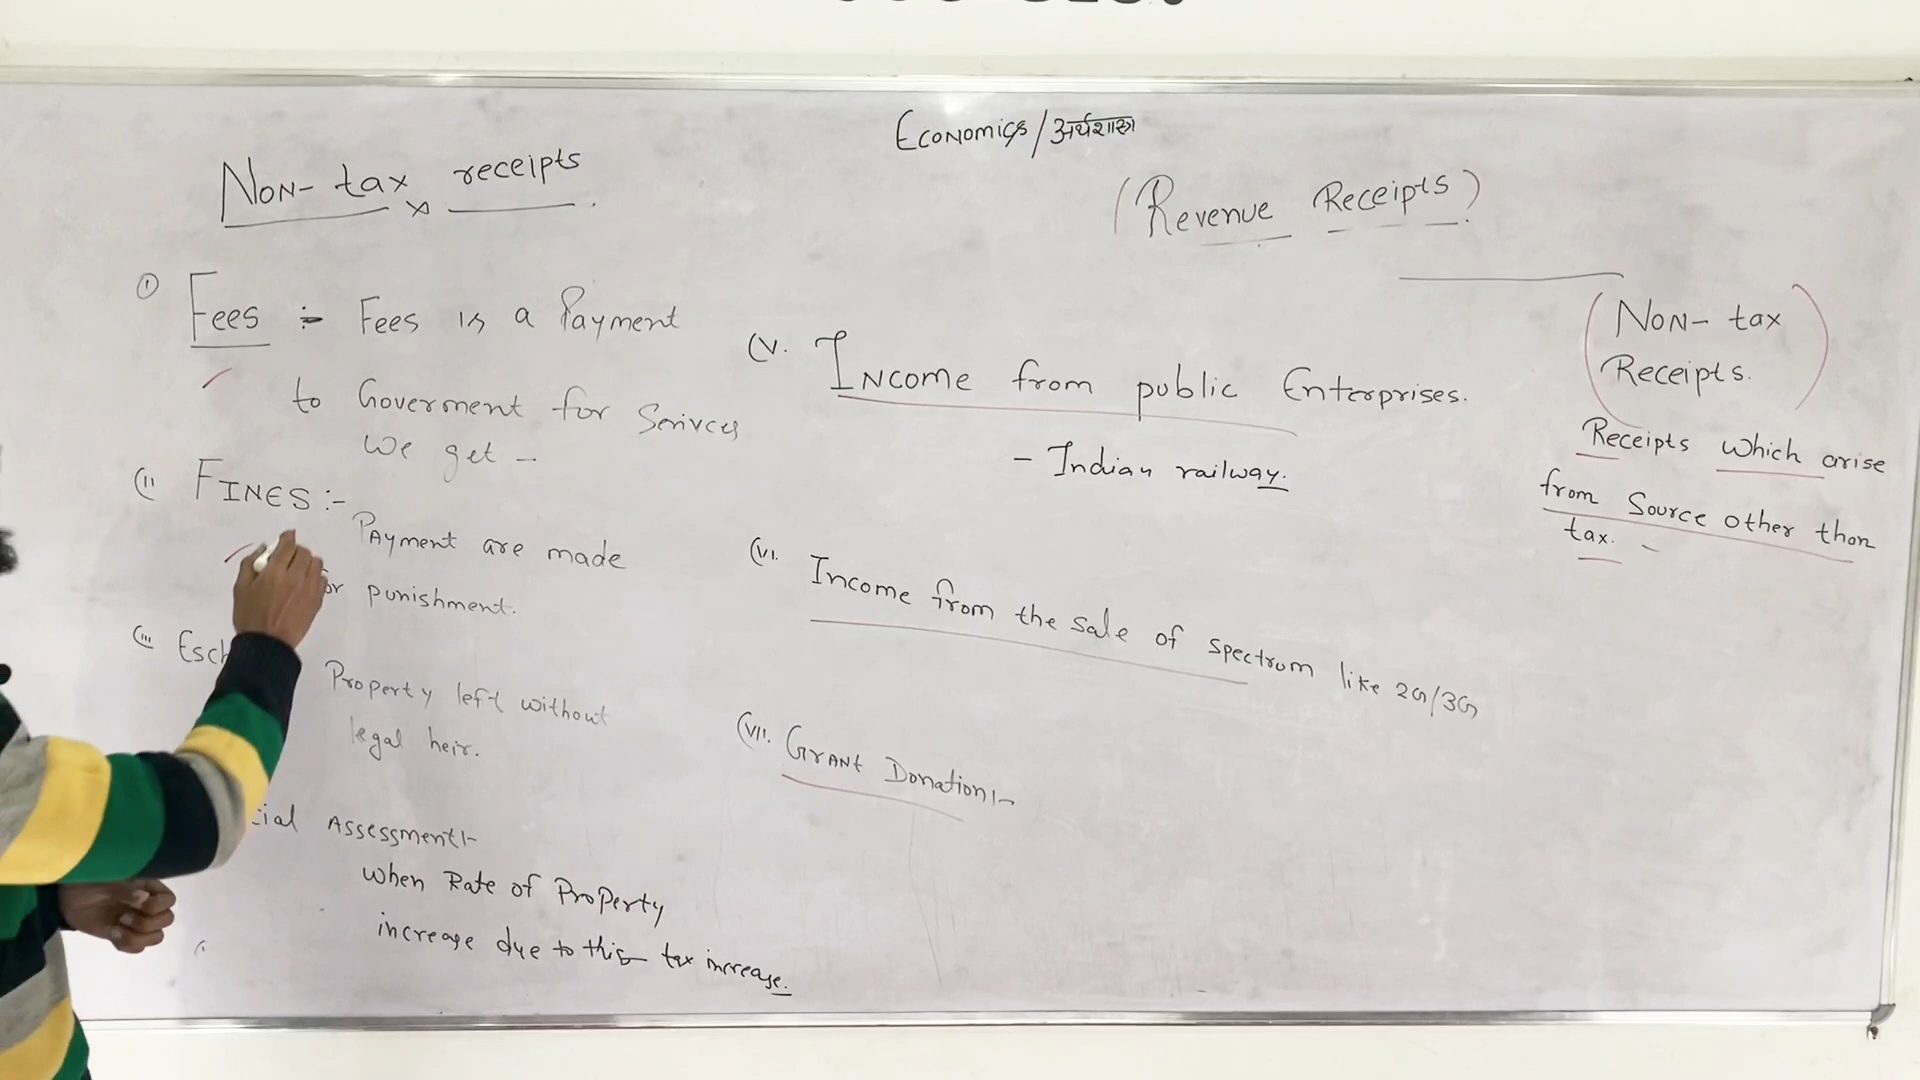 Economics/अर्थशास्त्र
Non-tax receipts
(Revenue Receipts)
(i) Fees :- Fees is a Payment
to Goverment for Serivces
we get -
(ii) FINES :-
Payment are made
punishment.
(iii
Property left without
legal heir.
Assessment:-
when Rate of Property
increase due to this tax increase.
(v. Income from public Enterprises.
- Indian railway.
(vi. Income from the sale of spectrum like 2G/3G
(vii. Grant Donation:-
(Non-tax
Receipts.)
Receipts which arise
from Source other than
tax. -